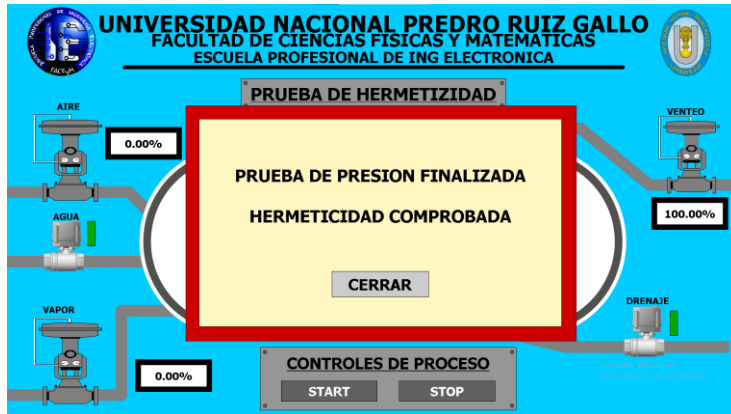 UNIVERSIDAD NACIONAL PREDRO RUIZ GALLO
FACULTAD DE CIENCIAS FISICAS Y MATEMATICAS
ESCUELA PROFESIONAL DE ING ELECTRONICA
PRUEBA DE HERMETIZIDAD
AIRE
0.00%
VENTEO
100.00%
AGUA
PRUEBA DE PRESION FINALIZADA
HERMETICIDAD COMPROBADA
CERRAR
VAPOR
0.00%
DRENAJE
CONTROLES DE PROCESO
START
STOP
Activar Windows